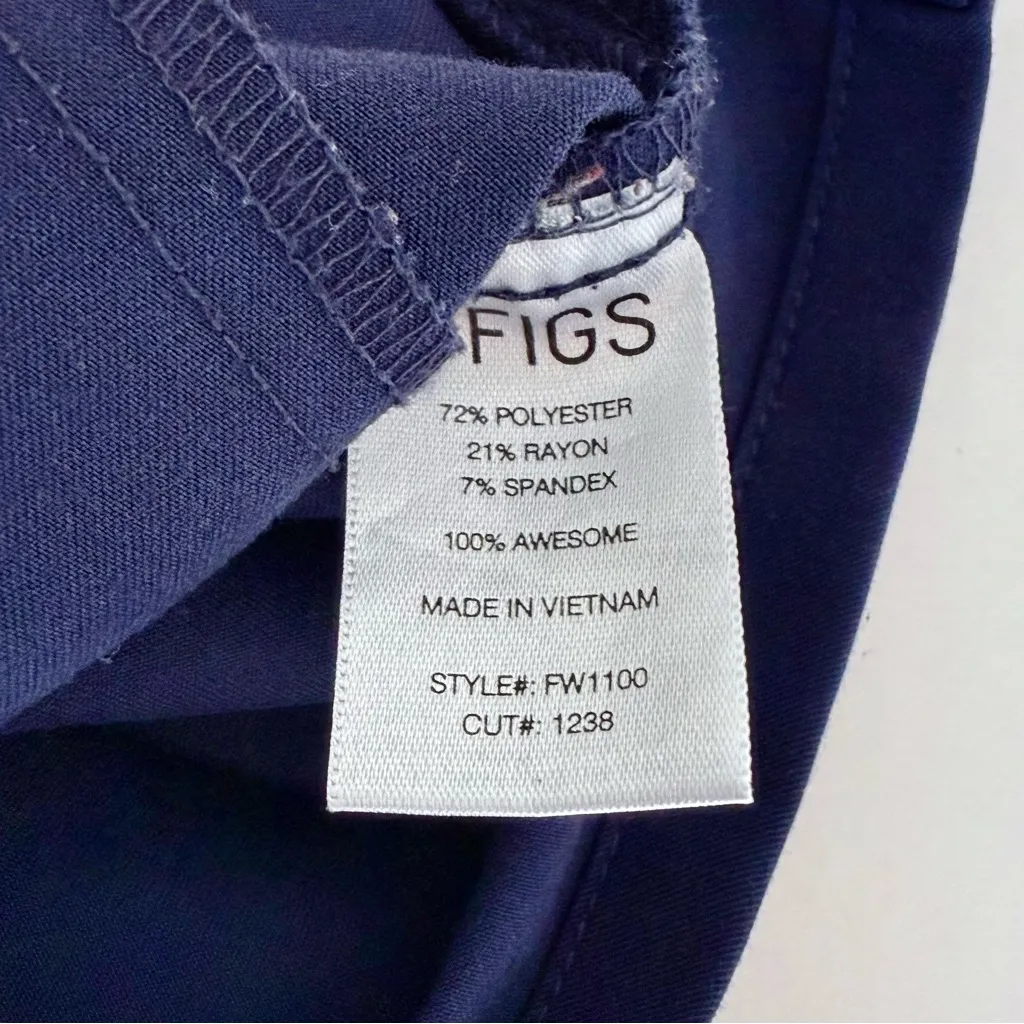 FIGS
72% POLYESTER
21% RAYON
7% SPANDEX
100% AWESOME
MADE IN VIETNAM
STYLE#: FW1100
CUT#: 1238